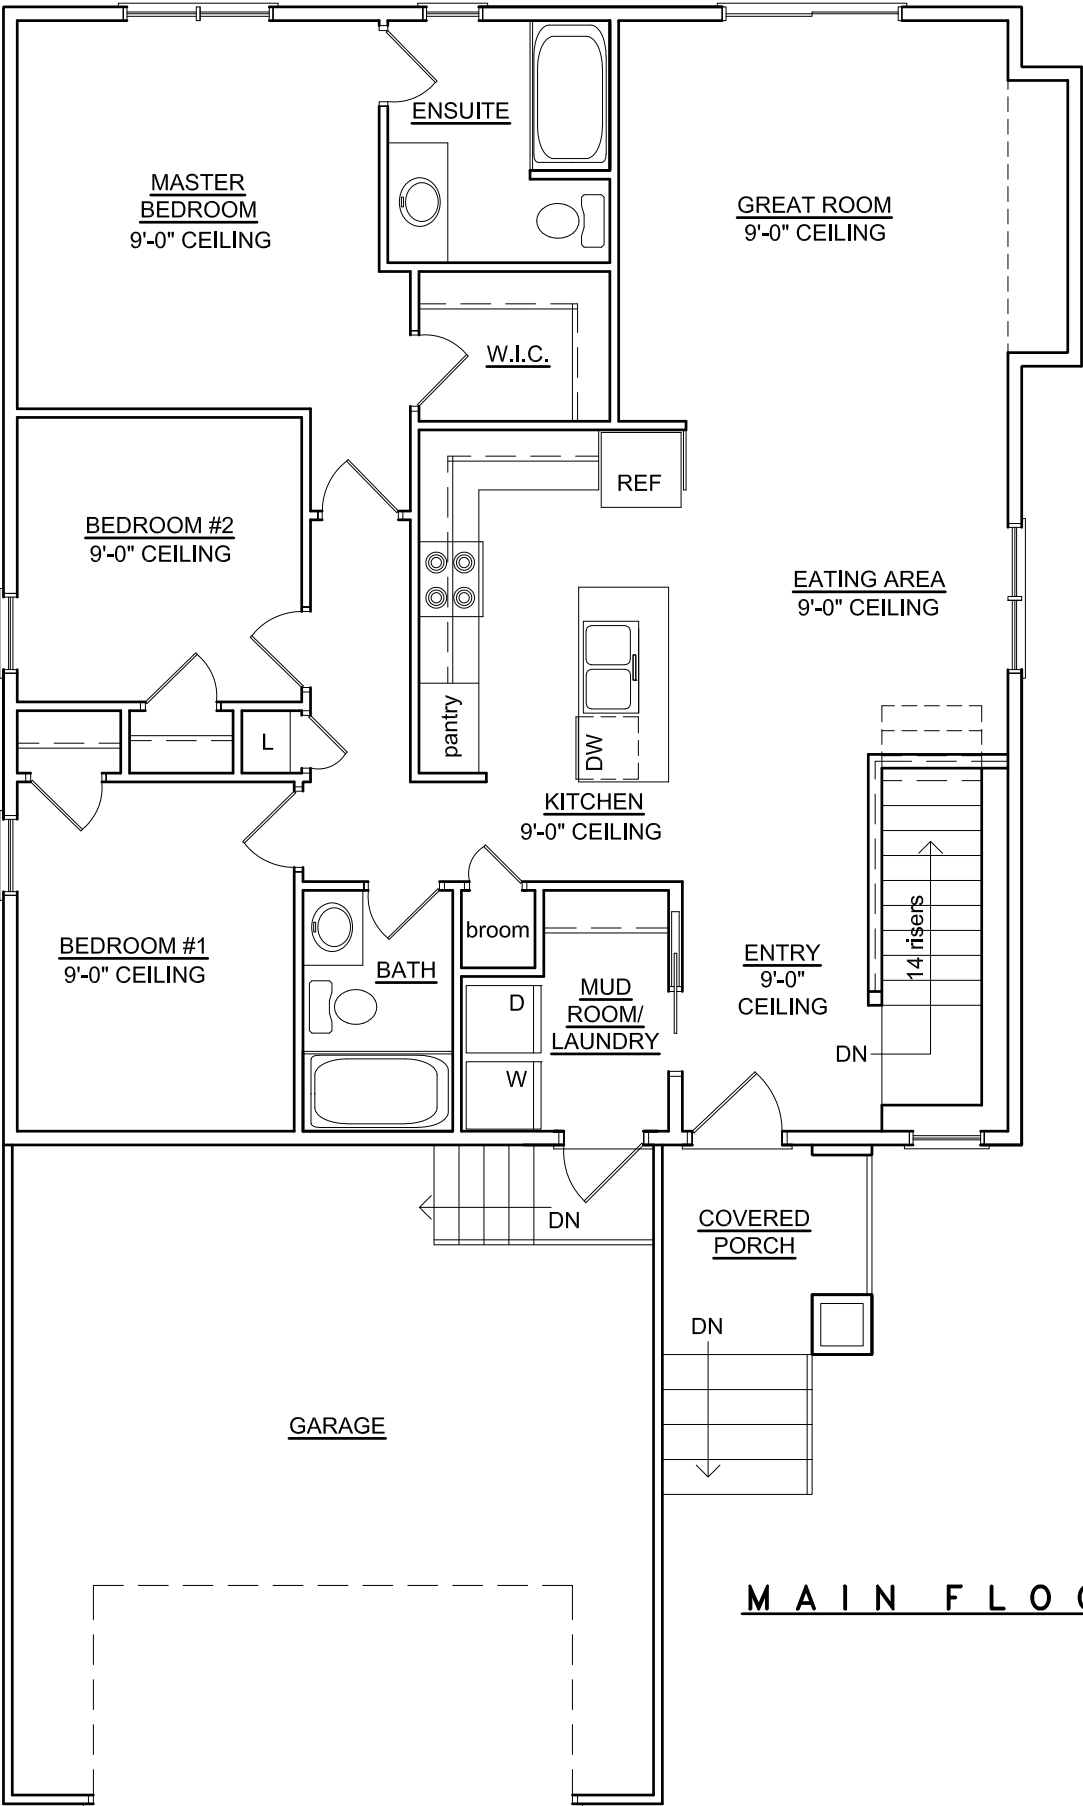 ENSUITE
MASTER
BEDROOM
9'-0" CEILING
GREAT ROOM
9'-0" CEILING
W.I.C.
REF
BEDROOM #2
9'-0" CEILING
EATING AREA
9'-0" CEILING
pantry
L
DW
KITCHEN
9'-0" CEILING
14 risers
broom
BEDROOM #1
9'-0" CEILING
BATH
ENTRY
9'-0"
CEILING
D
MUD
ROOM/
LAUNDRY
DN
W
DN
COVERED
PORCH
DN
GARAGE
MAIN FLO